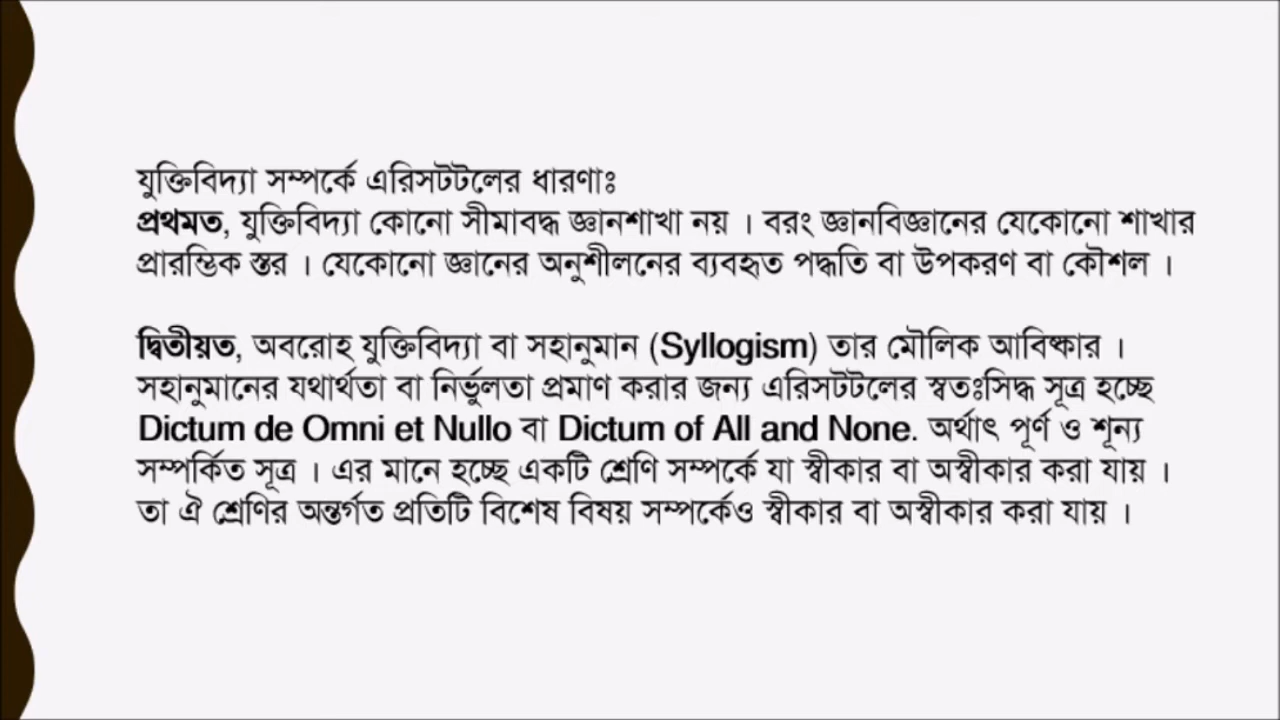 যুক্তিবিদ্যা সম্পর্কে এরিসটটলের ধারণাঃ
প্রথমত, যুক্তিবিদ্যা কোনো সীমাবদ্ধ জ্ঞানশাখা নয় । বরং জ্ঞানবিজ্ঞানের যেকোনো শাখার
প্রারম্ভিক স্তর । যেকোনো জ্ঞানের অনুশীলনের ব্যবহৃত পদ্ধতি বা উপকরণ বা কৌশল ।
দ্বিতীয়ত, অবরোহ যুক্তিবিদ্যা বা সহানুমান (Syllogism) তার মৌলিক আবিষ্কার ।
সহানুমানের যথার্থতা বা নির্ভুলতা প্রমাণ করার জন্য এরিসটটলের স্বতঃসিদ্ধ সূত্র হচ্ছে
Dictum de Omni et Nullo বা Dictum of All and None. অর্থাৎ পূর্ণ ও শূন্য
সম্পর্কিত সূত্র । এর মানে হচ্ছে একটি শ্রেণি সম্পর্কে যা স্বীকার বা অস্বীকার করা যায় ।
তা ঐ শ্রেণির অন্তর্গত প্রতিটি বিশেষ বিষয় সম্পর্কেও স্বীকার বা অস্বীকার করা যায় ।